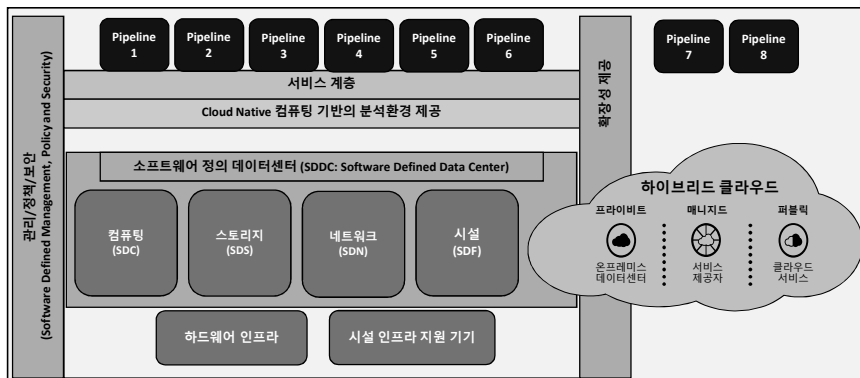 Pipeline
1
Pipeline
2
Pipeline
3
Pipeline
4
Pipeline
5
Pipeline
6
Pipeline
7
Pipeline
8
서비스 계층
Cloud Native 컴퓨팅 기반의 분석환경 제공
관리/정책/보안
(Software Defined Management, Policy and Security)
확장성 제공
소프트웨어 정의 데이터센터 (SDDC: Software Defined Data Center)
컴퓨팅
(SDC)
스토리지
(SDS)
네트워크
(SDN)
시설
(SDF)
하드웨어 인프라
시설 인프라 지원 기기
하이브리드 클라우드
프라이비트
매니지드
퍼블릭
온프레미스
데이터센터
서비스
제공자
클라우드
서비스